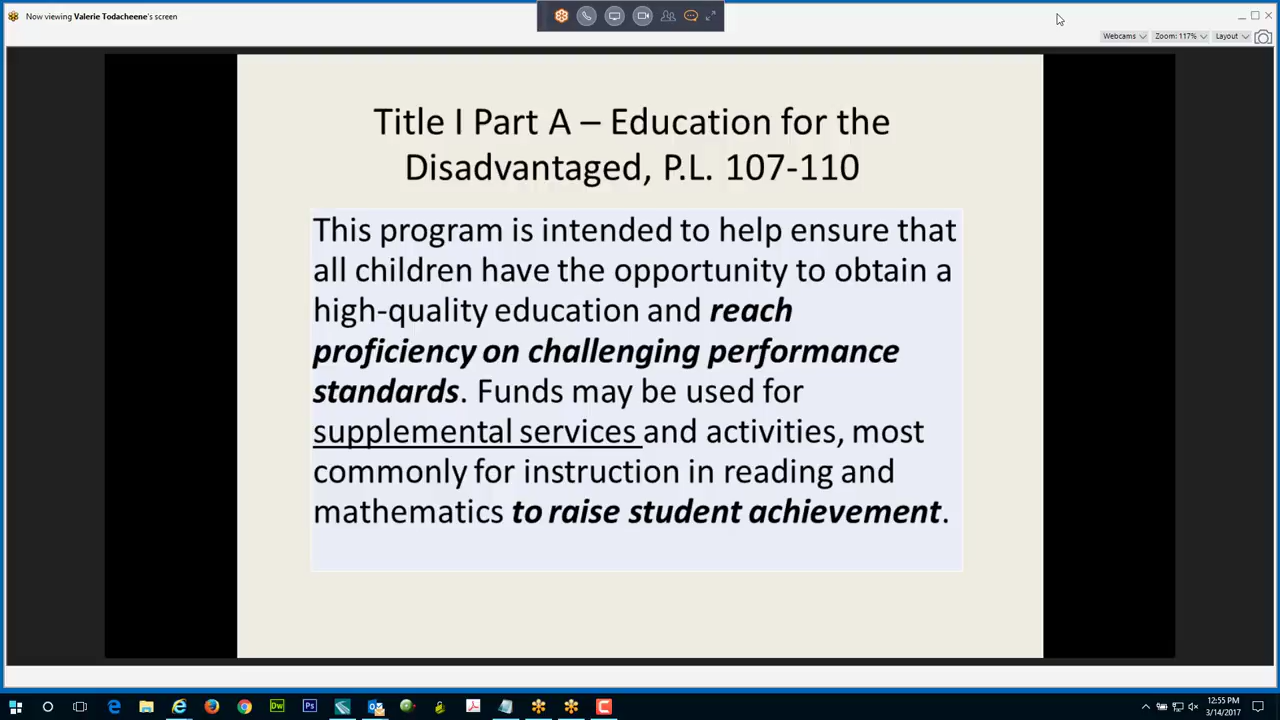 Now viewing Valerie Todacheene's screen
Webcams
Zoom: 117%
Layout
Title I Part A – Education for the
Disadvantaged, P.L. 107-110
This program is intended to help ensure that
all children have the opportunity to obtain a
high-quality education and reach
proficiency on challenging performance
standards. Funds may be used for
supplemental services and activities, most
commonly for instruction in reading and
mathematics to raise student achievement.
Dw
Ps
12:55 PM
3/14/2017